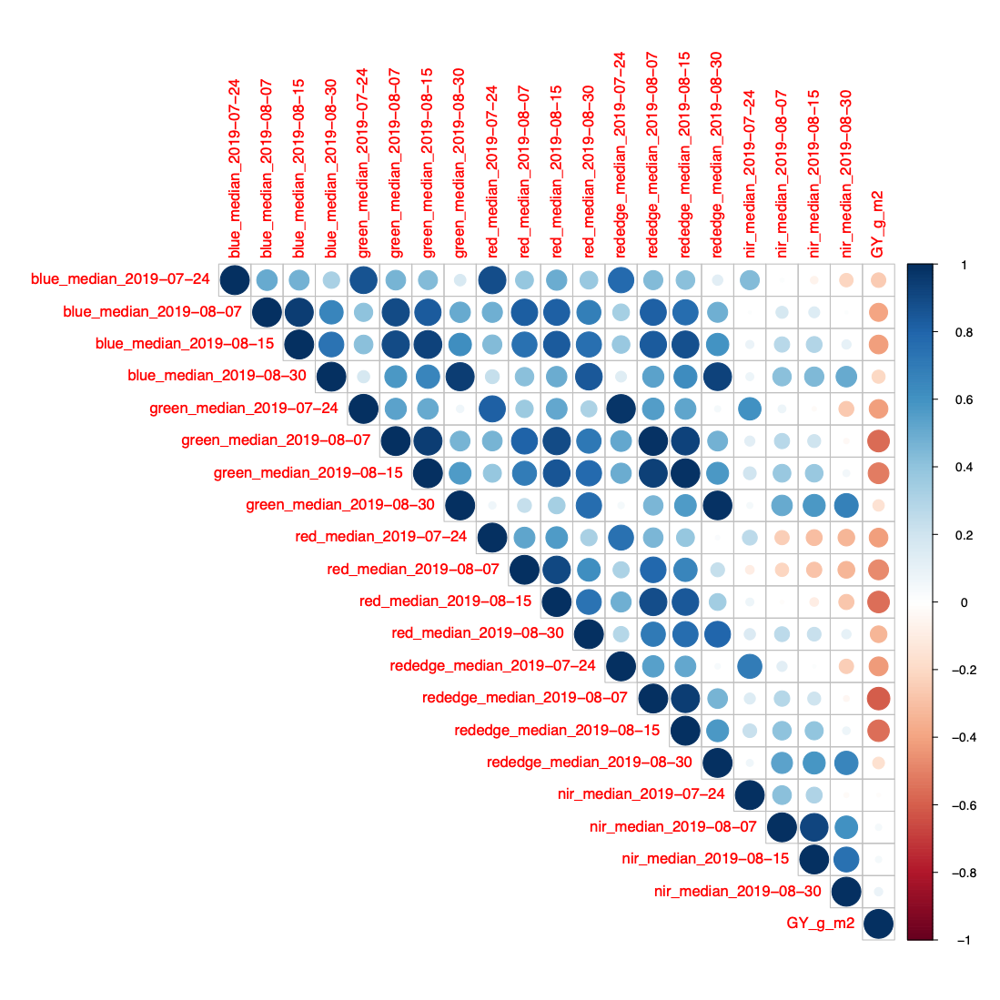 blue_median_2019−07−24
blue_median_2019−08−07
blue_median_2019−08−15
blue_median_2019−08−30
green_median_2019−07−24
green_median_2019−08−07
green_median_2019−08−15
green_median_2019−08−30
red_median_2019−07−24
red_median_2019−08−07
red_median_2019−08−15
red_median_2019−08−30
rededge_median_2019−07−24
rededge_median_2019−08−07
rededge_median_2019−08−15
rededge_median_2019−08−30
nir_median_2019−07−24
nir_median_2019−08−07
nir_median_2019−08−15
nir_median_2019−08−30
GY_g_m2
blue_median_2019−07−24
blue_median_2019−08−07
blue_median_2019−08−15
blue_median_2019−08−30
green_median_2019−07−24
green_median_2019−08−07
green_median_2019−08−15
green_median_2019−08−30
red_median_2019−07−24
red_median_2019−08−07
red_median_2019−08−15
red_median_2019−08−30
rededge_median_2019−07−24
rededge_median_2019−08−07
rededge_median_2019−08−15
rededge_median_2019−08−30
nir_median_2019−07−24
nir_median_2019−08−07
nir_median_2019−08−15
nir_median_2019−08−30
GY_g_m2
1
0.8
0.6
0.4
0.2
0
−0.2
−0.4
−0.6
−0.8
−1